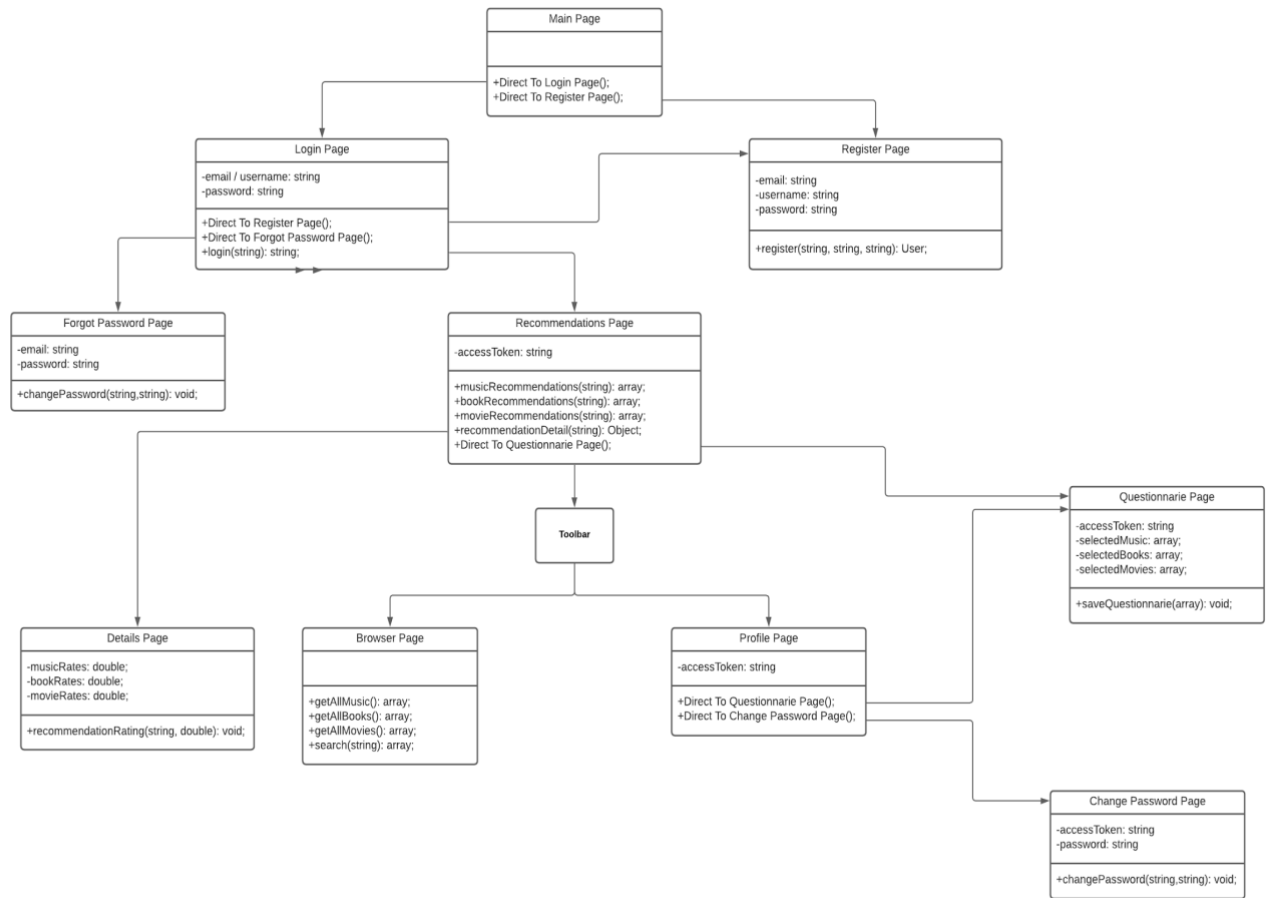 Main Page
+Direct To Login Page();
+Direct To Register Page();
Login Page
-email / username: string
-password: string
+Direct To Register Page();
+Direct To Forgot Password Page();
+login(string): string;
Register Page
-email: string
-username: string
-password: string
+register(string, string, string): User;
Forgot Password Page
-email: string
-password: string
+changePassword(string,string): void;
Recommendations Page
-accessToken: string
+musicRecommendations(string): array;
+bookRecommendations(string): array;
+movieRecommendations(string): array;
+recommendationDetail(string): Object;
+Direct To Questionnarie Page();
Toolbar
Questionnarie Page
-accessToken: string
-selectedMusic: array;
-selectedBooks: array;
-selectedMovies: array;
+saveQuestionnarie(array): void;
Details Page
-musicRates: double;
-bookRates: double;
-movieRates: double;
+recommendationRating(string, double): void;
Browser Page
+getAllMusic(): array;
+getAllBooks(): array;
+getAllMovies(): array;
+search(string): array;
Profile Page
-accessToken: string
+Direct To Questionnarie Page();
+Direct To Change Password Page();
Change Password Page
-accessToken: string
-password: string
+changePassword(string,string): void;